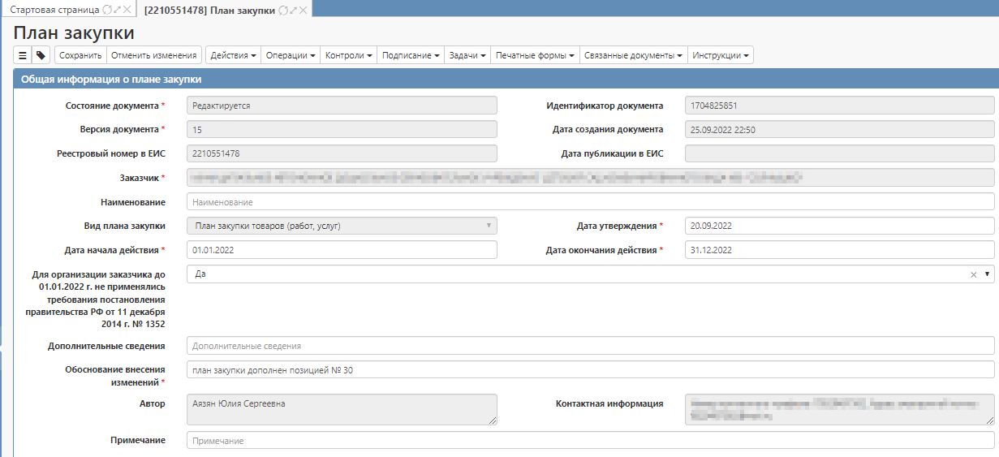 Стартовая страница
[2210551478] План закупки
План закупки
Сохранить Отменить изменения Действия Операции Контроли Подписание Задачи Печатные формы Связанные документы Инструкции
Общая информация о плане закупки
Состояние документа * Редактируется
Идентификатор документа 1704825851
Версия документа * 15
Дата создания документа 25.09.2022 22:50
Реестровый номер в ЕИС 2210551478
Дата публикации в ЕИС
Заказчик *
Наименование Наименование
Вид плана закупки План закупки товаров (работ, услуг)
Дата утверждения * 20.09.2022
Дата начала действия * 01.01.2022
Дата окончания действия * 31.12.2022
Для организации заказчика до
01.01.2022 г. не применялись
требования постановления
правительства РФ от 11 декабря
2014 г. № 1352
Да
Дополнительные сведения Дополнительные сведения
Обоснование внесения
изменений *
план закупки дополнен позицией № 30
Автор Аязян Юлия Сергеевна
Контактная информация
Примечание Примечание